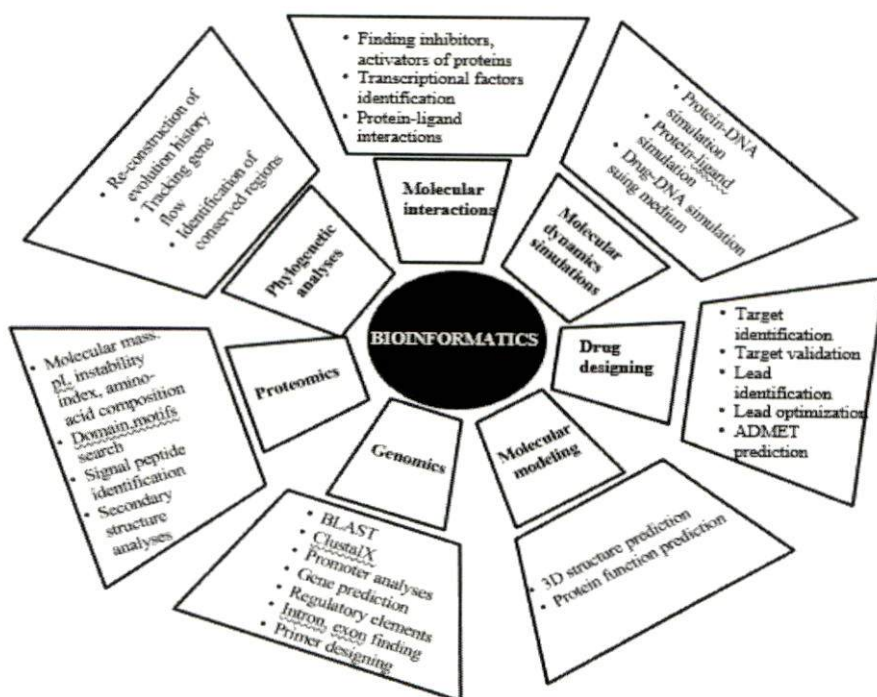 BIOINFORMATICS
Molecular
interactions
• Finding inhibitors,
activators of proteins
• Transcriptional factors
identification
• Protein-ligand
interactions
Molecular
dynamics
simulations
• Protein-DNA
simulation
• Protein-ligand
simulation
• Drug-DNA simulation
suing medium
Drug
designing
• Target
identification
• Target validation
• Lead
identification
• Lead optimization
• ADMET
prediction
Molecular
modeling
• 3D structure prediction
• Protein function prediction
Genomics
• BLAST
• ClustalX
• Promoter analyses
• Gene prediction
• Regulatory elements
• Intron, exon finding
• Primer designing
Proteomics
• Molecular mass,
pI, instability
index, amino-
acid composition
• Domain,motifs
search
• Signal peptide
identification
• Secondary
structure
analyses
Phylogenetic
analyses
• Re-construction of
evolution history
• Tracking gene
flow
• Identification of
conserved regions